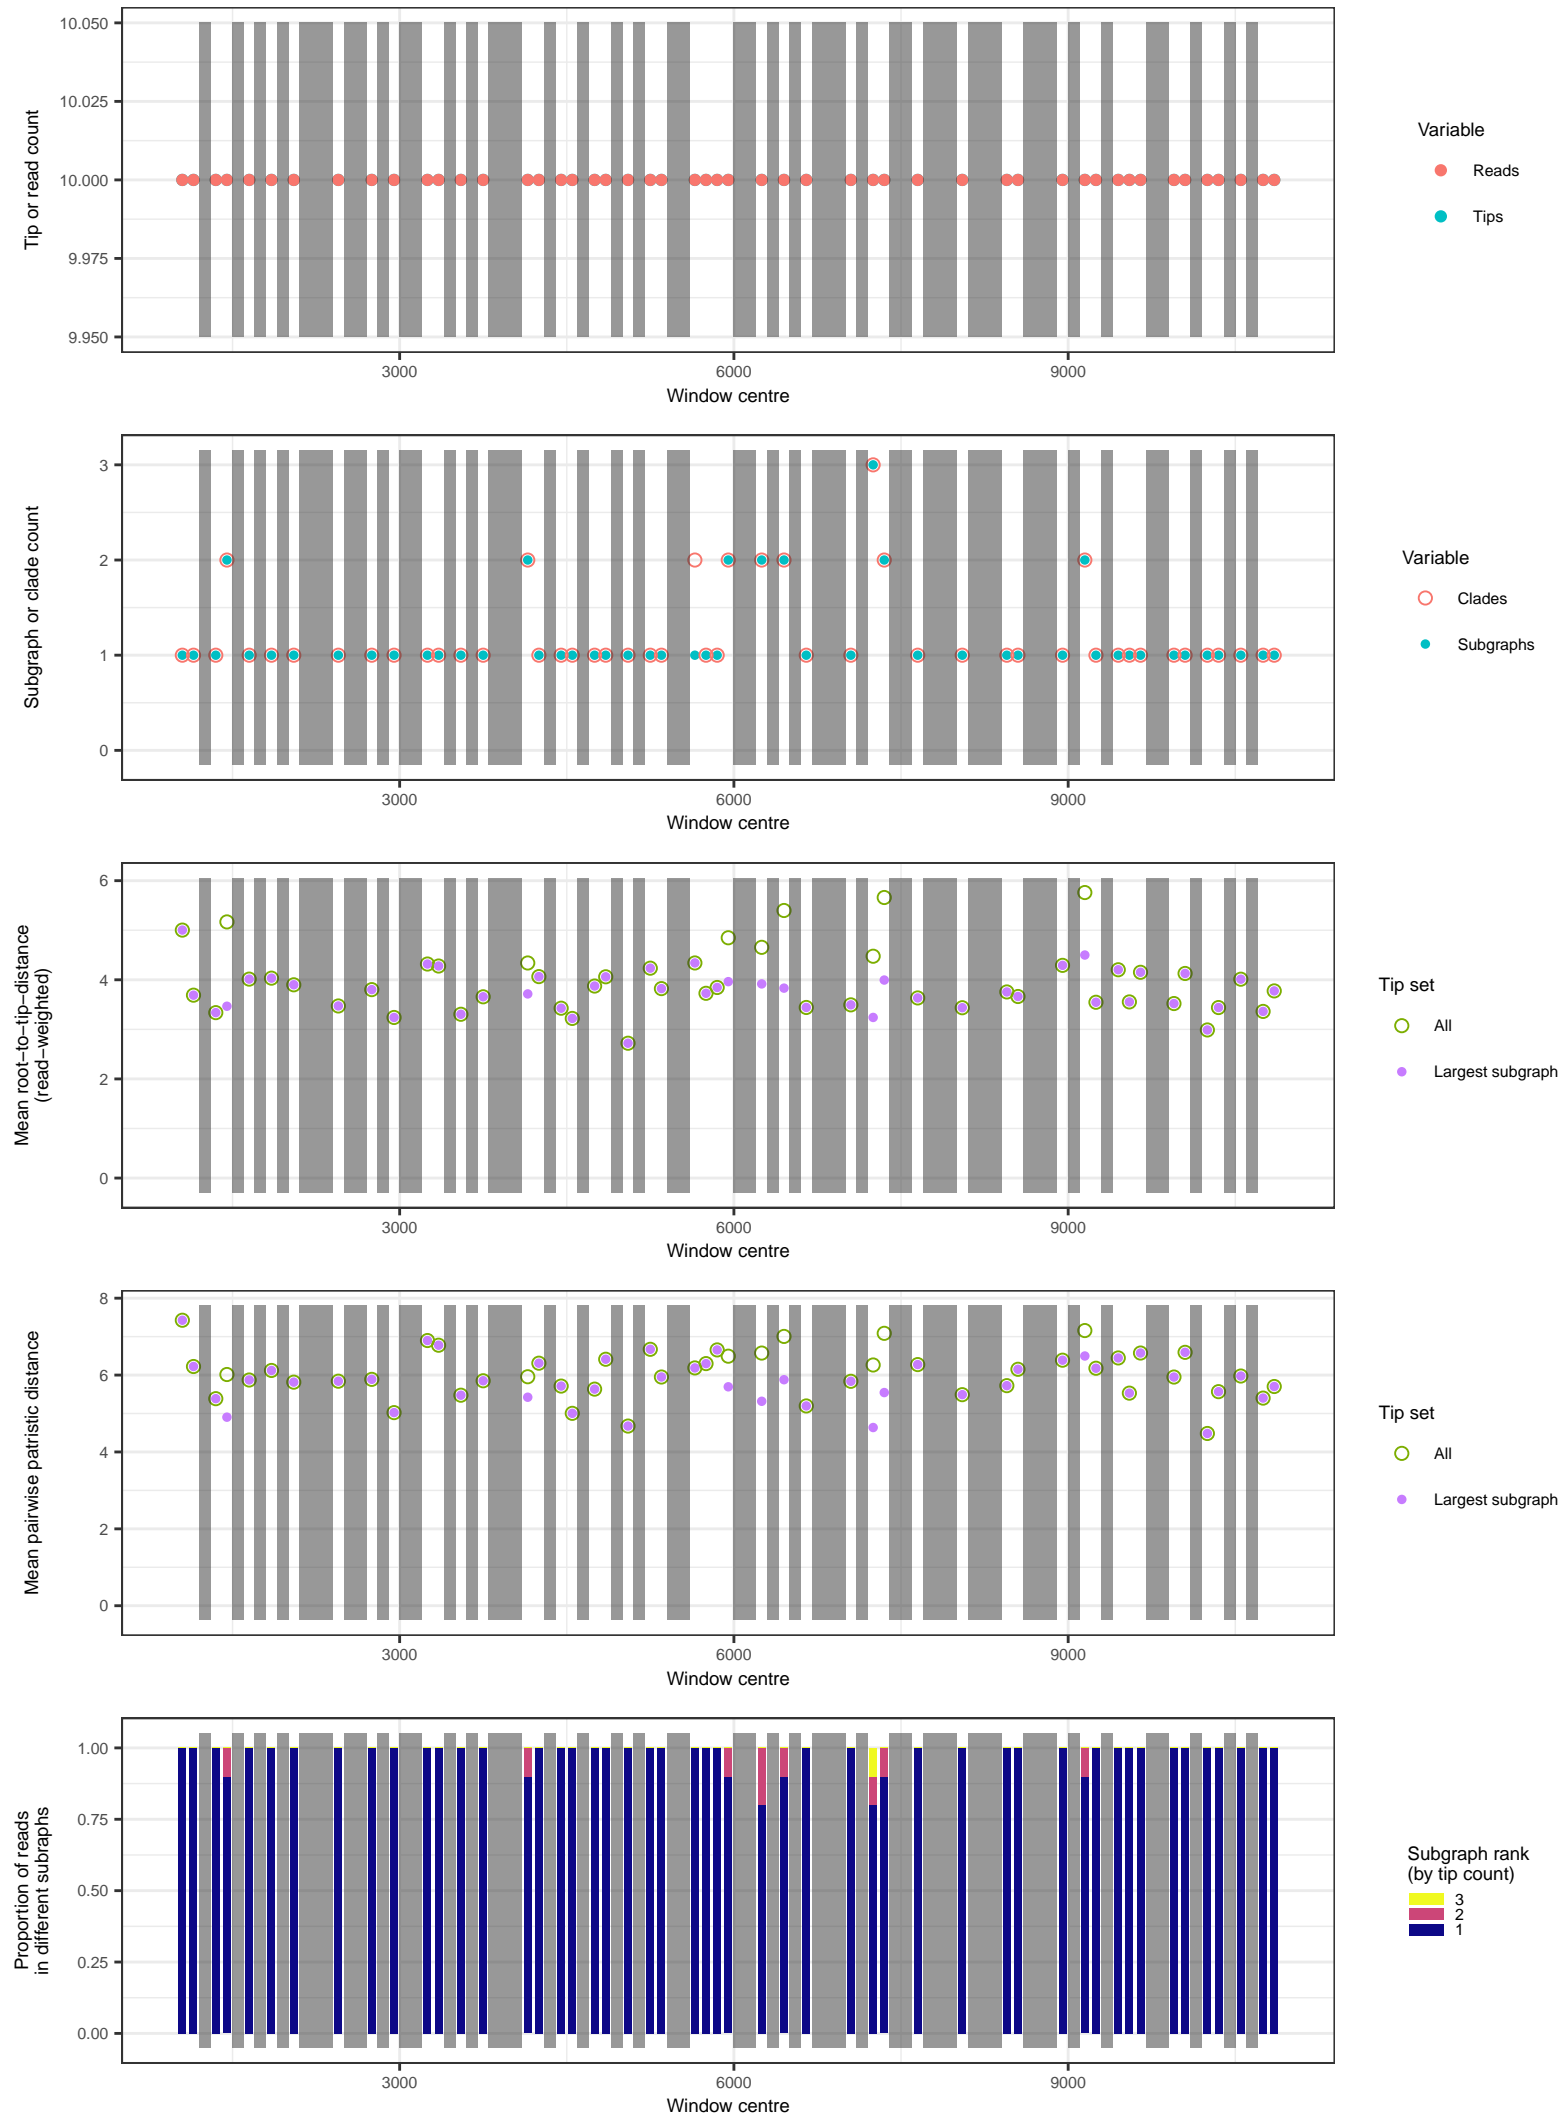 10.050
10.025
10.000
9.975
9.950
Tip or read count
3000
6000
9000
Window centre
Variable
Reads
Tips
3
2
1
0
Subgraph or clade count
3000
6000
9000
Window centre
Variable
Clades
Subgraphs
6
4
2
0
Mean root−to−tip−distance
(read−weighted)
3000
6000
9000
Window centre
Tip set
All
Largest subgraph
8
6
4
2
0
Mean pairwise patristic distance
3000
6000
9000
Window centre
Tip set
All
Largest subgraph
1.00
0.75
0.50
0.25
0.00
Proportion of reads
in different subraphs
3000
6000
9000
Window centre
Subgraph rank
(by tip count)
3
2
1